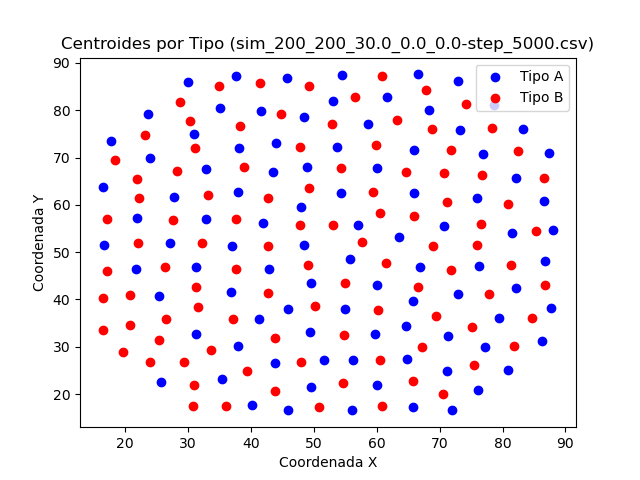 Centroides por Tipo (sim_200_200_30.0_0.0_0.0-step_5000.csv)
Tipo A
Tipo B
90
80
70
60
50
40
30
20
Coordenada Y
20 30 40 50 60 70 80 90
Coordenada X